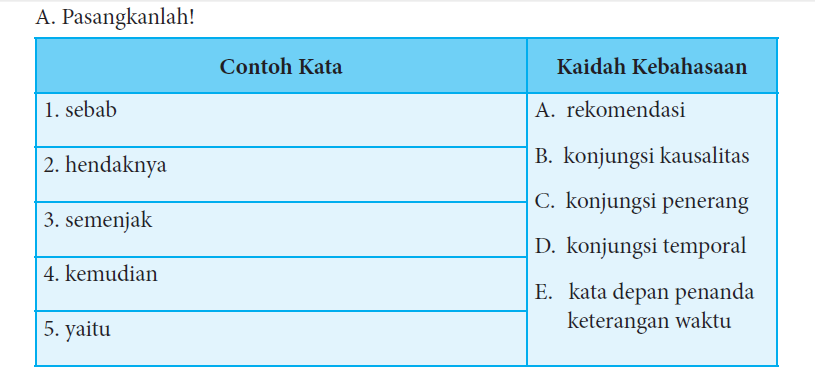 A. Pasangkanlah!
Contoh Kata
Kaidah Kebahasaan
1. sebab
2. hendaknya
3. semenjak
4. kemudian
5. yaitu
A. rekomendasi
B. konjungsi kausalitas
C. konjungsi penerang
D. konjungsi temporal
E. kata depan penanda
keterangan waktu